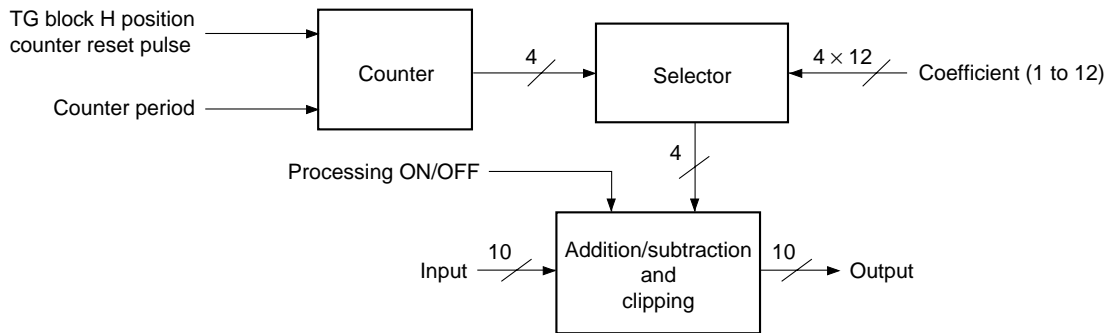 TG block H position
counter reset pulse
Counter period
Counter
4
Selector
4 × 12
Coefficient (1 to 12)
4
Processing ON/OFF
Input
10
Addition/subtraction
and
clipping
10
Output